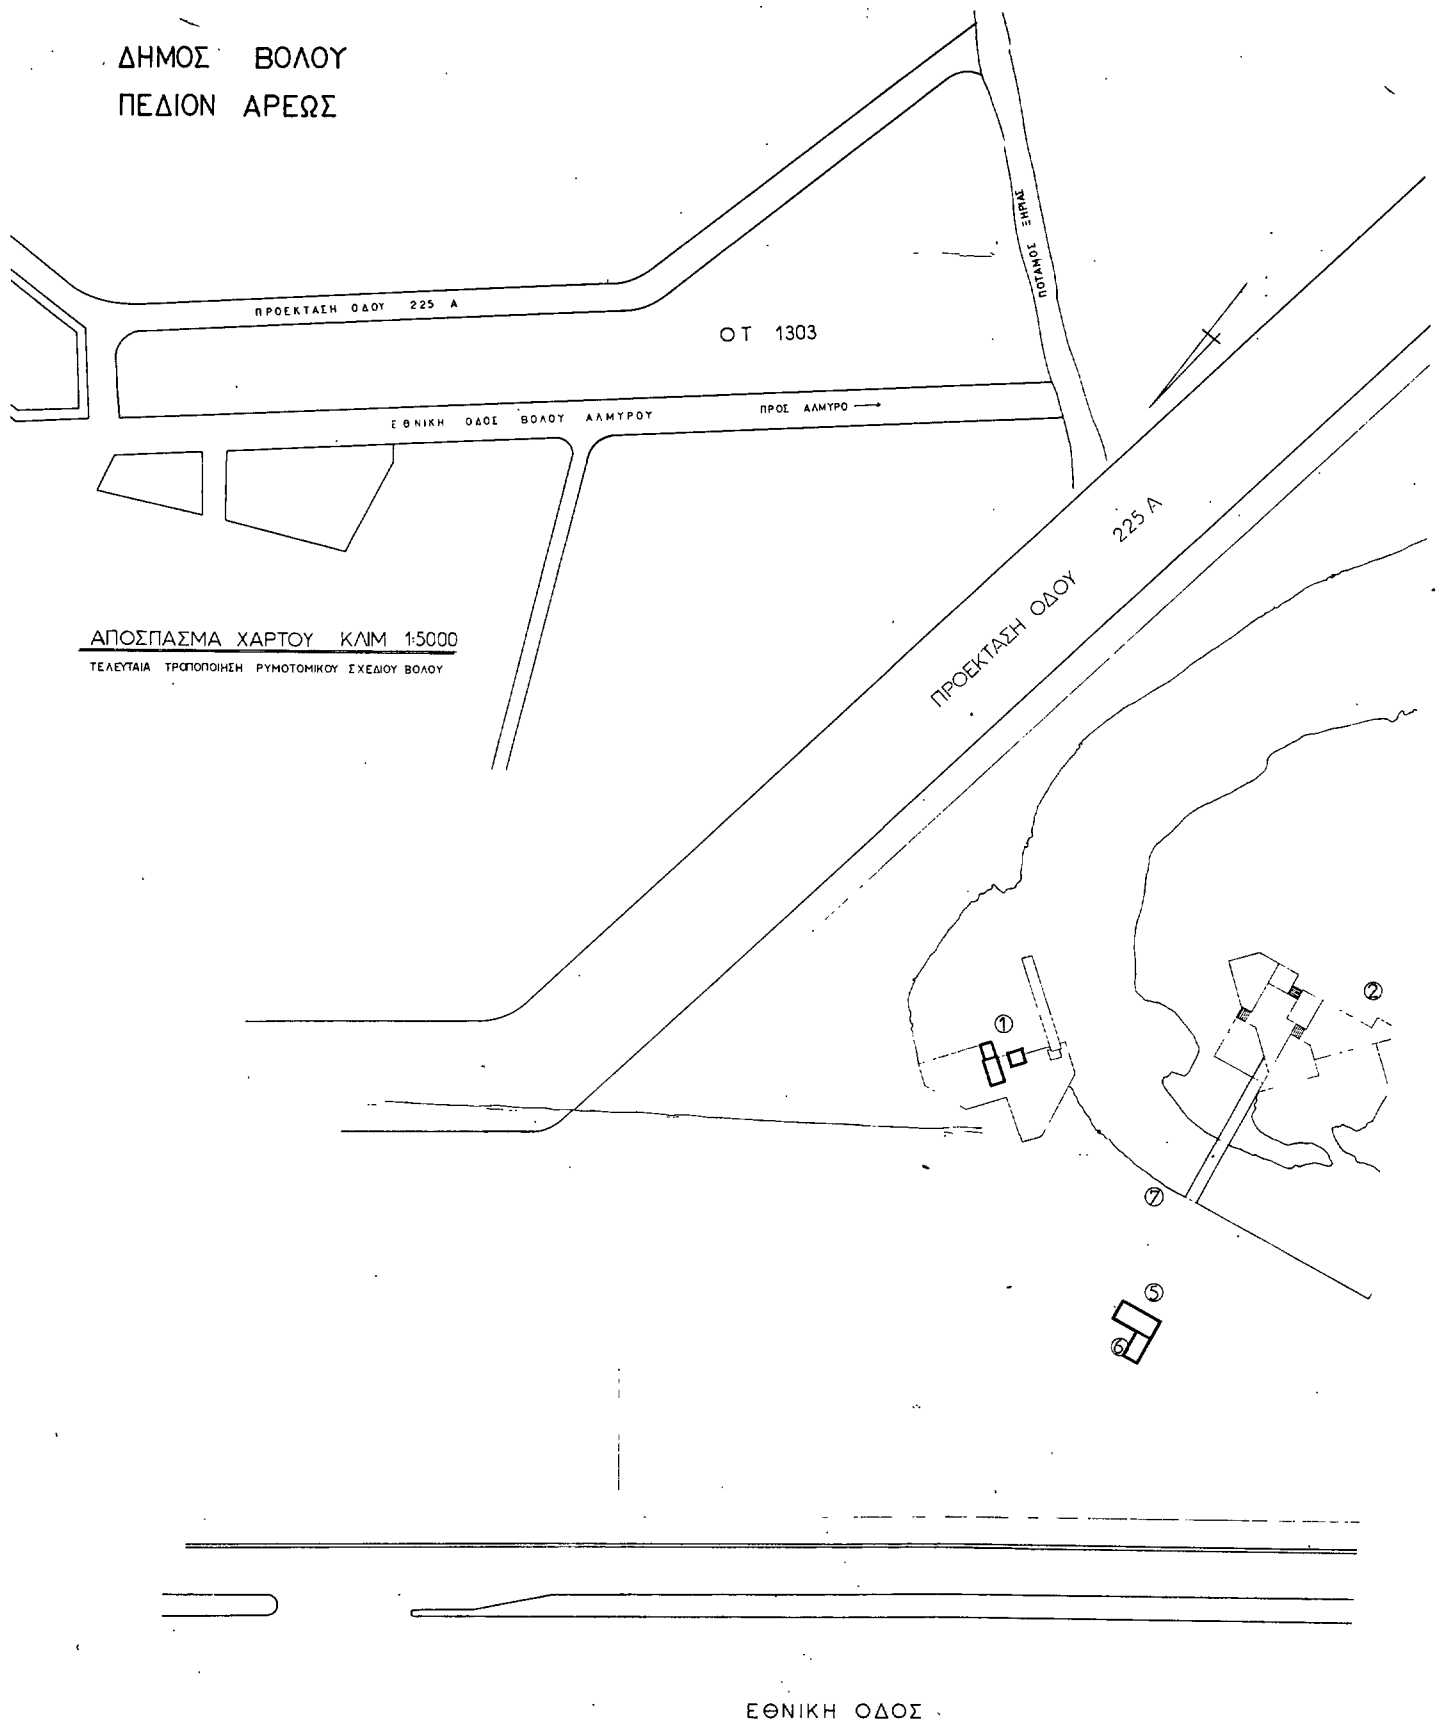 ΔΗΜΟΣ ΒΟΛΟΥ
ΠΕΔΙΟΝ ΑΡΕΩΣ
ΠΟΤΑΜΟΣ ΞΗΡΙΑΣ
ΠΡΟΕΚΤΑΣΗ ΟΔΟΥ 225 Α
ΟΤ 1303
ΕΘΝΙΚΗ ΟΔΟΣ ΒΟΛΟΥ ΑΛΜΥΡΟΥ
ΠΡΟΣ ΑΛΜΥΡΟ
ΑΠΟΣΠΑΣΜΑ ΧΑΡΤΟΥ ΚΛΙΜ 1:5000
ΤΕΛΕΥΤΑΙΑ ΤΡΟΠΟΠΟΙΗΣΗ ΡΥΜΟΤΟΜΙΚΟΥ ΣΧΕΔΙΟΥ ΒΟΛΟΥ
ΠΡΟΕΚΤΑΣΗ ΟΔΟΥ 225 Α
2
1
7
5
6
ΕΘΝΙΚΗ ΟΔΟΣ